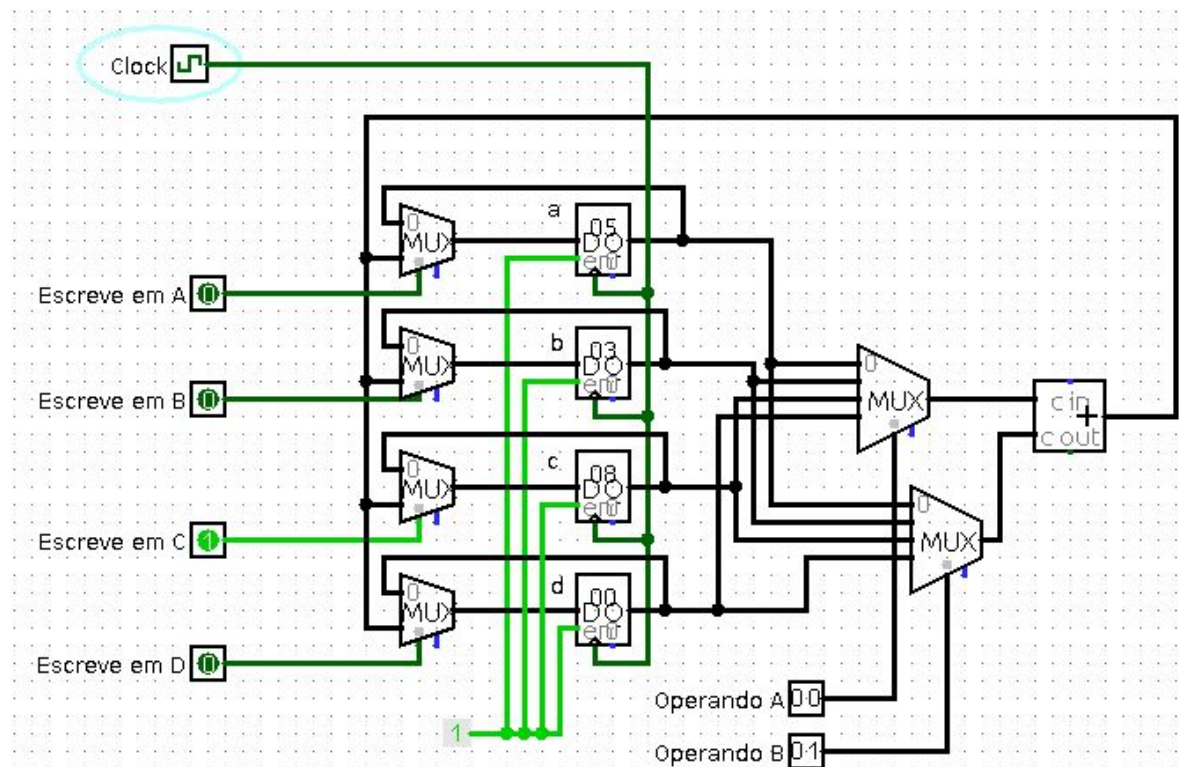 Clock
a
05
0
MUX
D Q
en
Escreve em A 0
b
03
0
MUX
D Q
en
0
Escreve em B 0
MUX
cin
+
c out
c
08
0
MUX
D Q
en
0
Escreve em C 1
MUX
d
00
0
MUX
D Q
en
Escreve em D 0
Operando A 00
1
Operando B 01